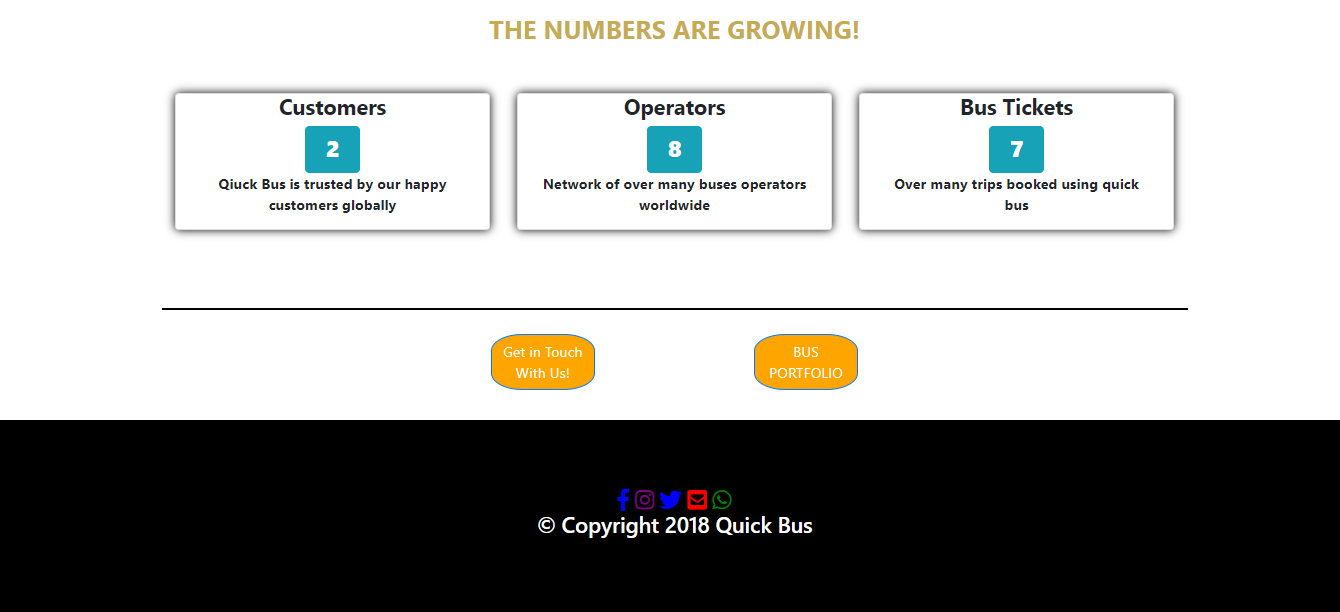 THE NUMBERS ARE GROWING!
Customers
2
Qiuck Bus is trusted by our happy
customers globally
Operators
8
Network of over many buses operators
worldwide
Bus Tickets
7
Over many trips booked using quick
bus
Get in Touch
With Us!
BUS
PORTFOLIO
© Copyright 2018 Quick Bus